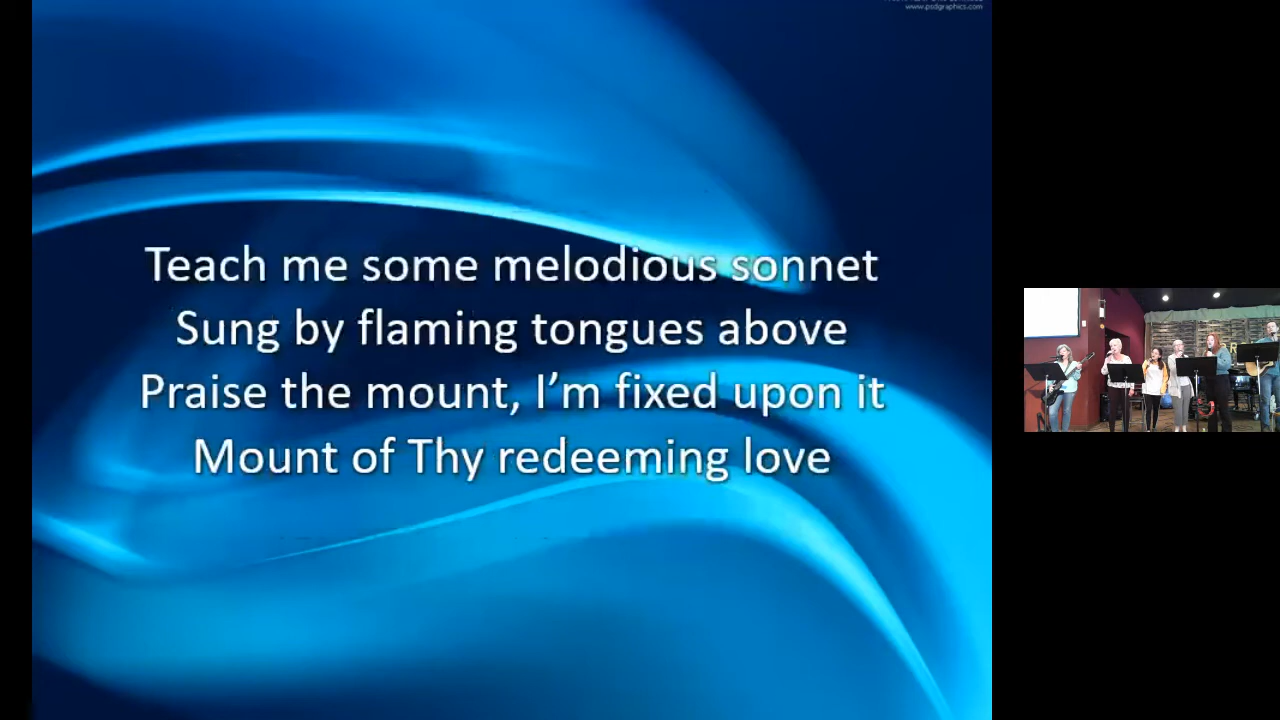 www.psdgraphics.com
Teach me some melodious sonnet
Sung by flaming tongues above
Praise the mount, I’m fixed upon it
Mount of Thy redeeming love